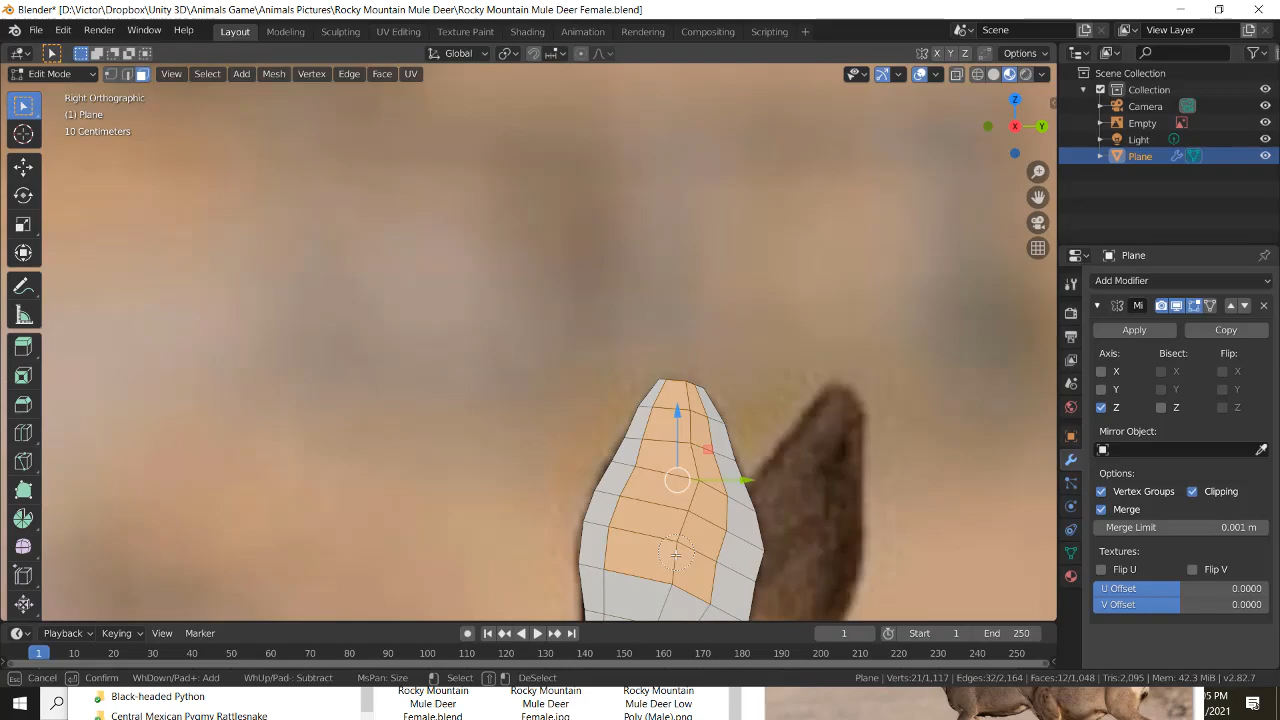 Blender* [D:\Victor\Dropbox\Unity 3D\Animals Game\Animals Pictures\Rocky Mountain Mule Deer\Rocky Mountain Mule Deer Female.blend]
File Edit Render Window Help Layout Modeling Sculpting UV Editing Texture Paint Shading Animation Rendering Compositing Scripting + Scene View Layer
Global X Y Z Options
Edit Mode View Select Add Mesh Vertex Edge Face UV
Right Orthographic
(1) Plane
10 Centimeters
Z
X
Y
Scene Collection
Collection
Camera
Empty
Light
Plane
Plane
Add Modifier
Mi
Apply Copy
Axis: Bisect: Flip:
X X X
Y Y Y
Z Z Z
Mirror Object:
Options:
Vertex Groups Clipping
Merge
Merge Limit 0.001 m
Textures:
Flip U Flip V
U Offset 0.0000
V Offset 0.0000
Playback Keying View Marker 1 Start 1 End 250
1 10 20 30 40 50 60 70 80 90 100 110 120 130 140 150 160 170 180 190 200 210 220 230 240 250
Esc Cancel Confirm WhDown/Pad+: Add WhUp/Pad-: Subtract MsPan: Size Select DeSelect Plane | Verts:21/1,117 | Edges:32/2,164 | Faces:12/1,048 | Tris:2,095 | Mem: 42.3 MiB | v2.82.7
Black-headed Python
Central Mexican Pygmy Rattlesnake
Rocky Mountain
Mule Deer
Female.blend
Rocky Mountain
Mule Deer
Female.jpg
Rocky Mountain
Mule Deer Low
Poly (Male).png
5 PM
/2021